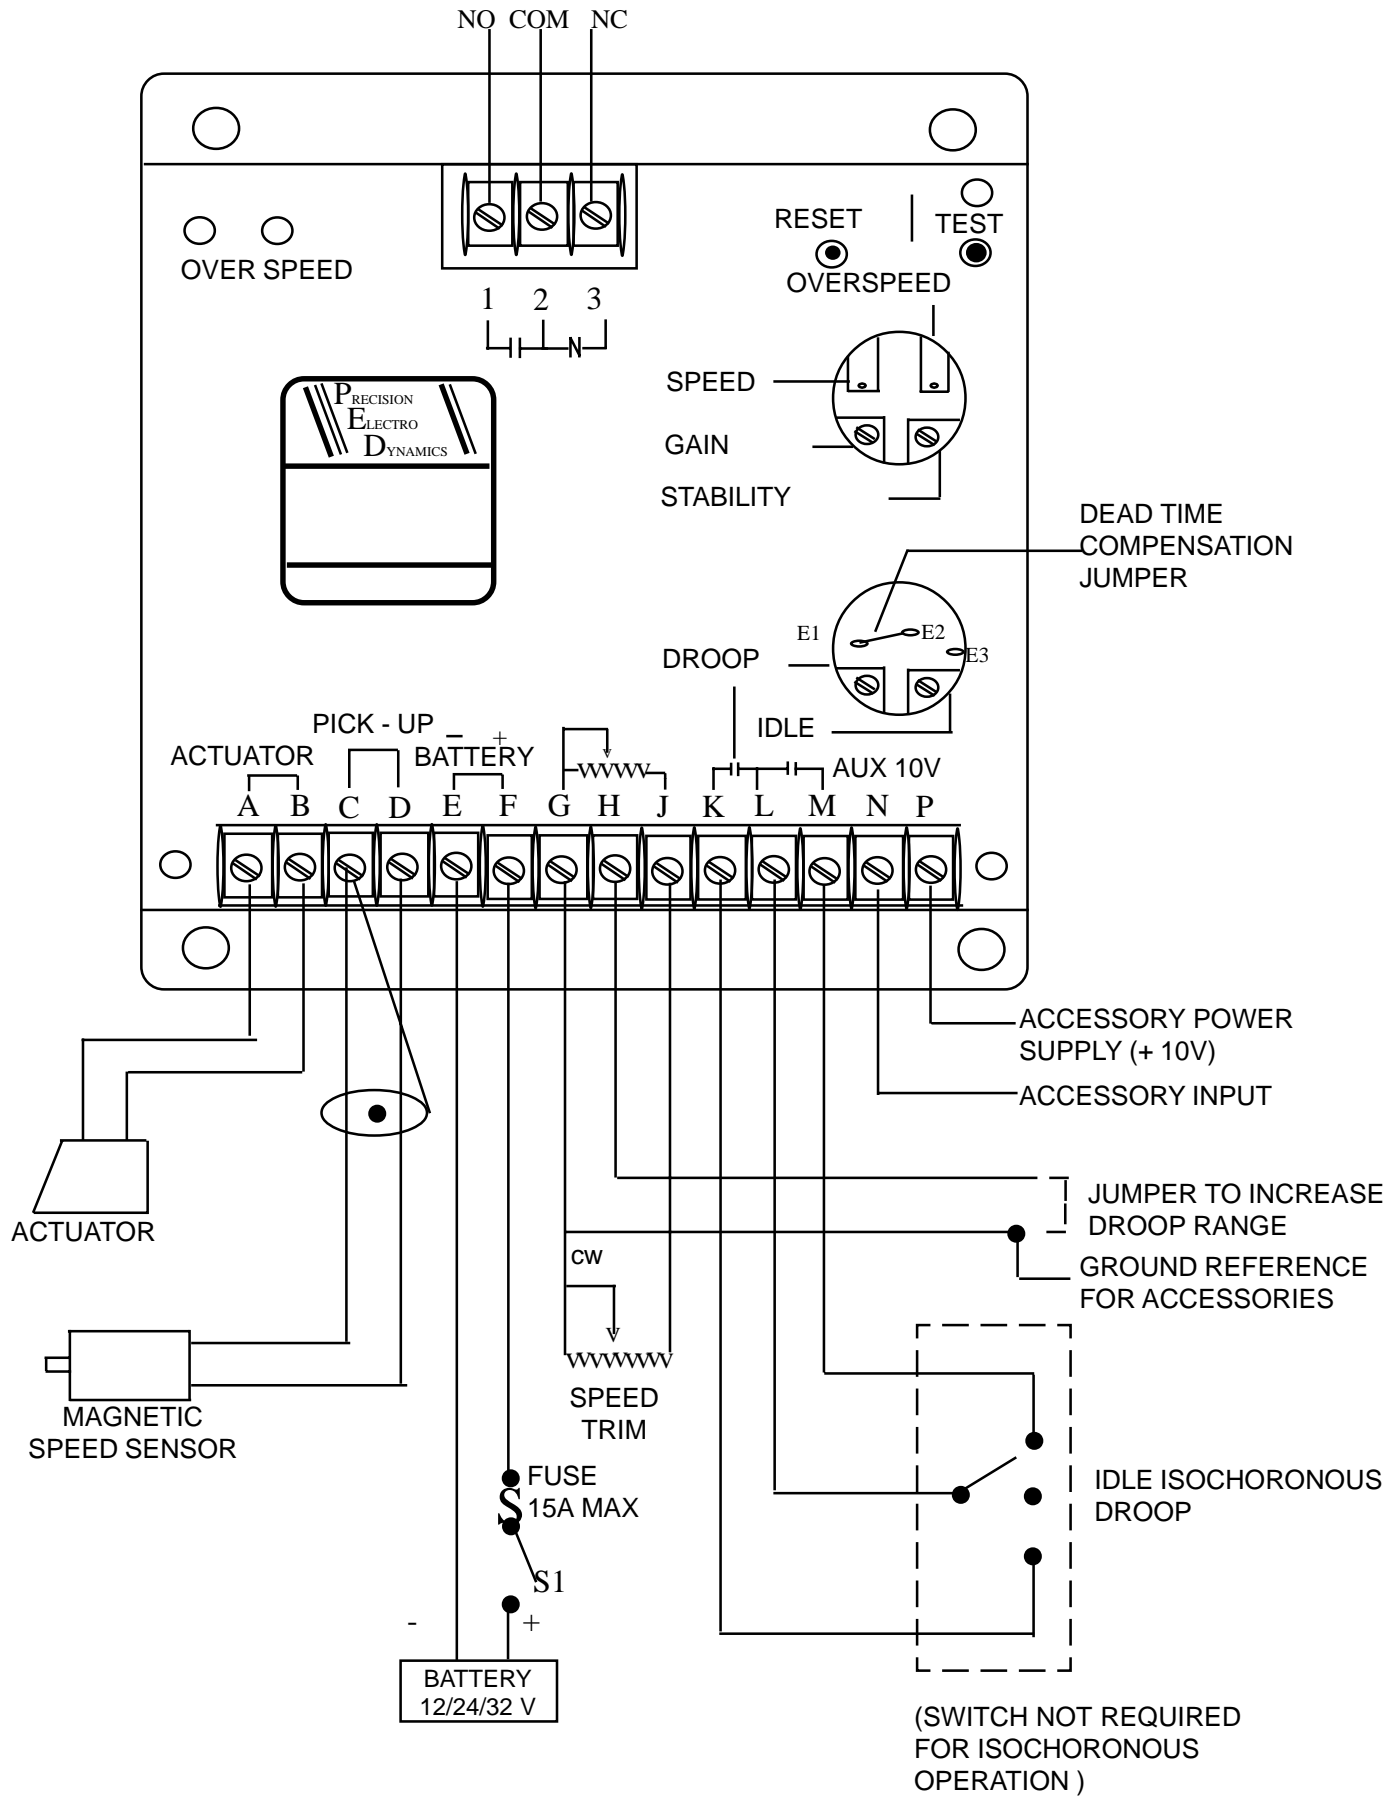 NO COM NC
RESET
TEST
OVER SPEED
OVERSPEED
1 2 3
N
SPEED
PRECISION
ELECTRO
DYNAMICS
GAIN
STABILITY
DEAD TIME
COMPENSATION
JUMPER
E1
E2
E3
DROOP
IDLE
PICK - UP
ACTUATOR
– +
BATTERY
V
VVVVVV
AUX 10V
A B C D E F G H J K L M N P
ACCESSORY POWER
SUPPLY (+ 10V)
ACCESSORY INPUT
JUMPER TO INCREASE
DROOP RANGE
GROUND REFERENCE
FOR ACCESSORIES
ACTUATOR
CW
V
VVVVVVVV
SPEED
TRIM
MAGNETIC
SPEED SENSOR
FUSE
15A MAX
S
S1
- +
BATTERY
12/24/32 V
IDLE ISOCHORONOUS
DROOP
(SWITCH NOT REQUIRED
FOR ISOCHORONOUS
OPERATION )